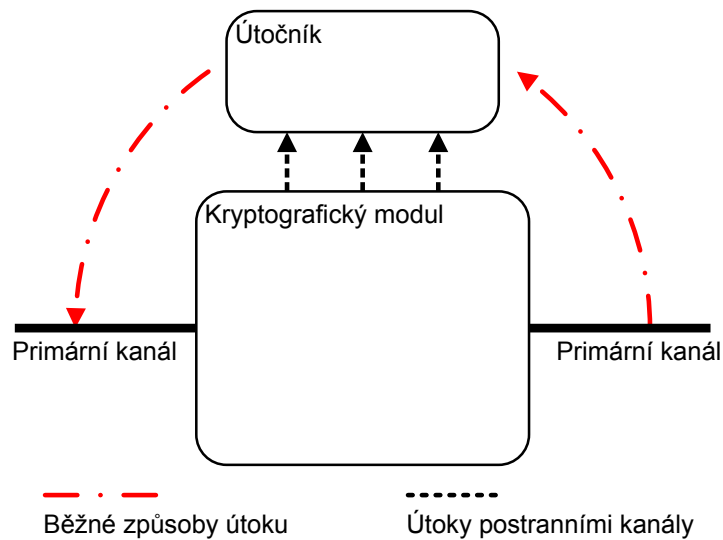 Útočník
Kryptografický modul
Primární kanál
Primární kanál
Běžné způsoby útoku
Útoky postranními kanály